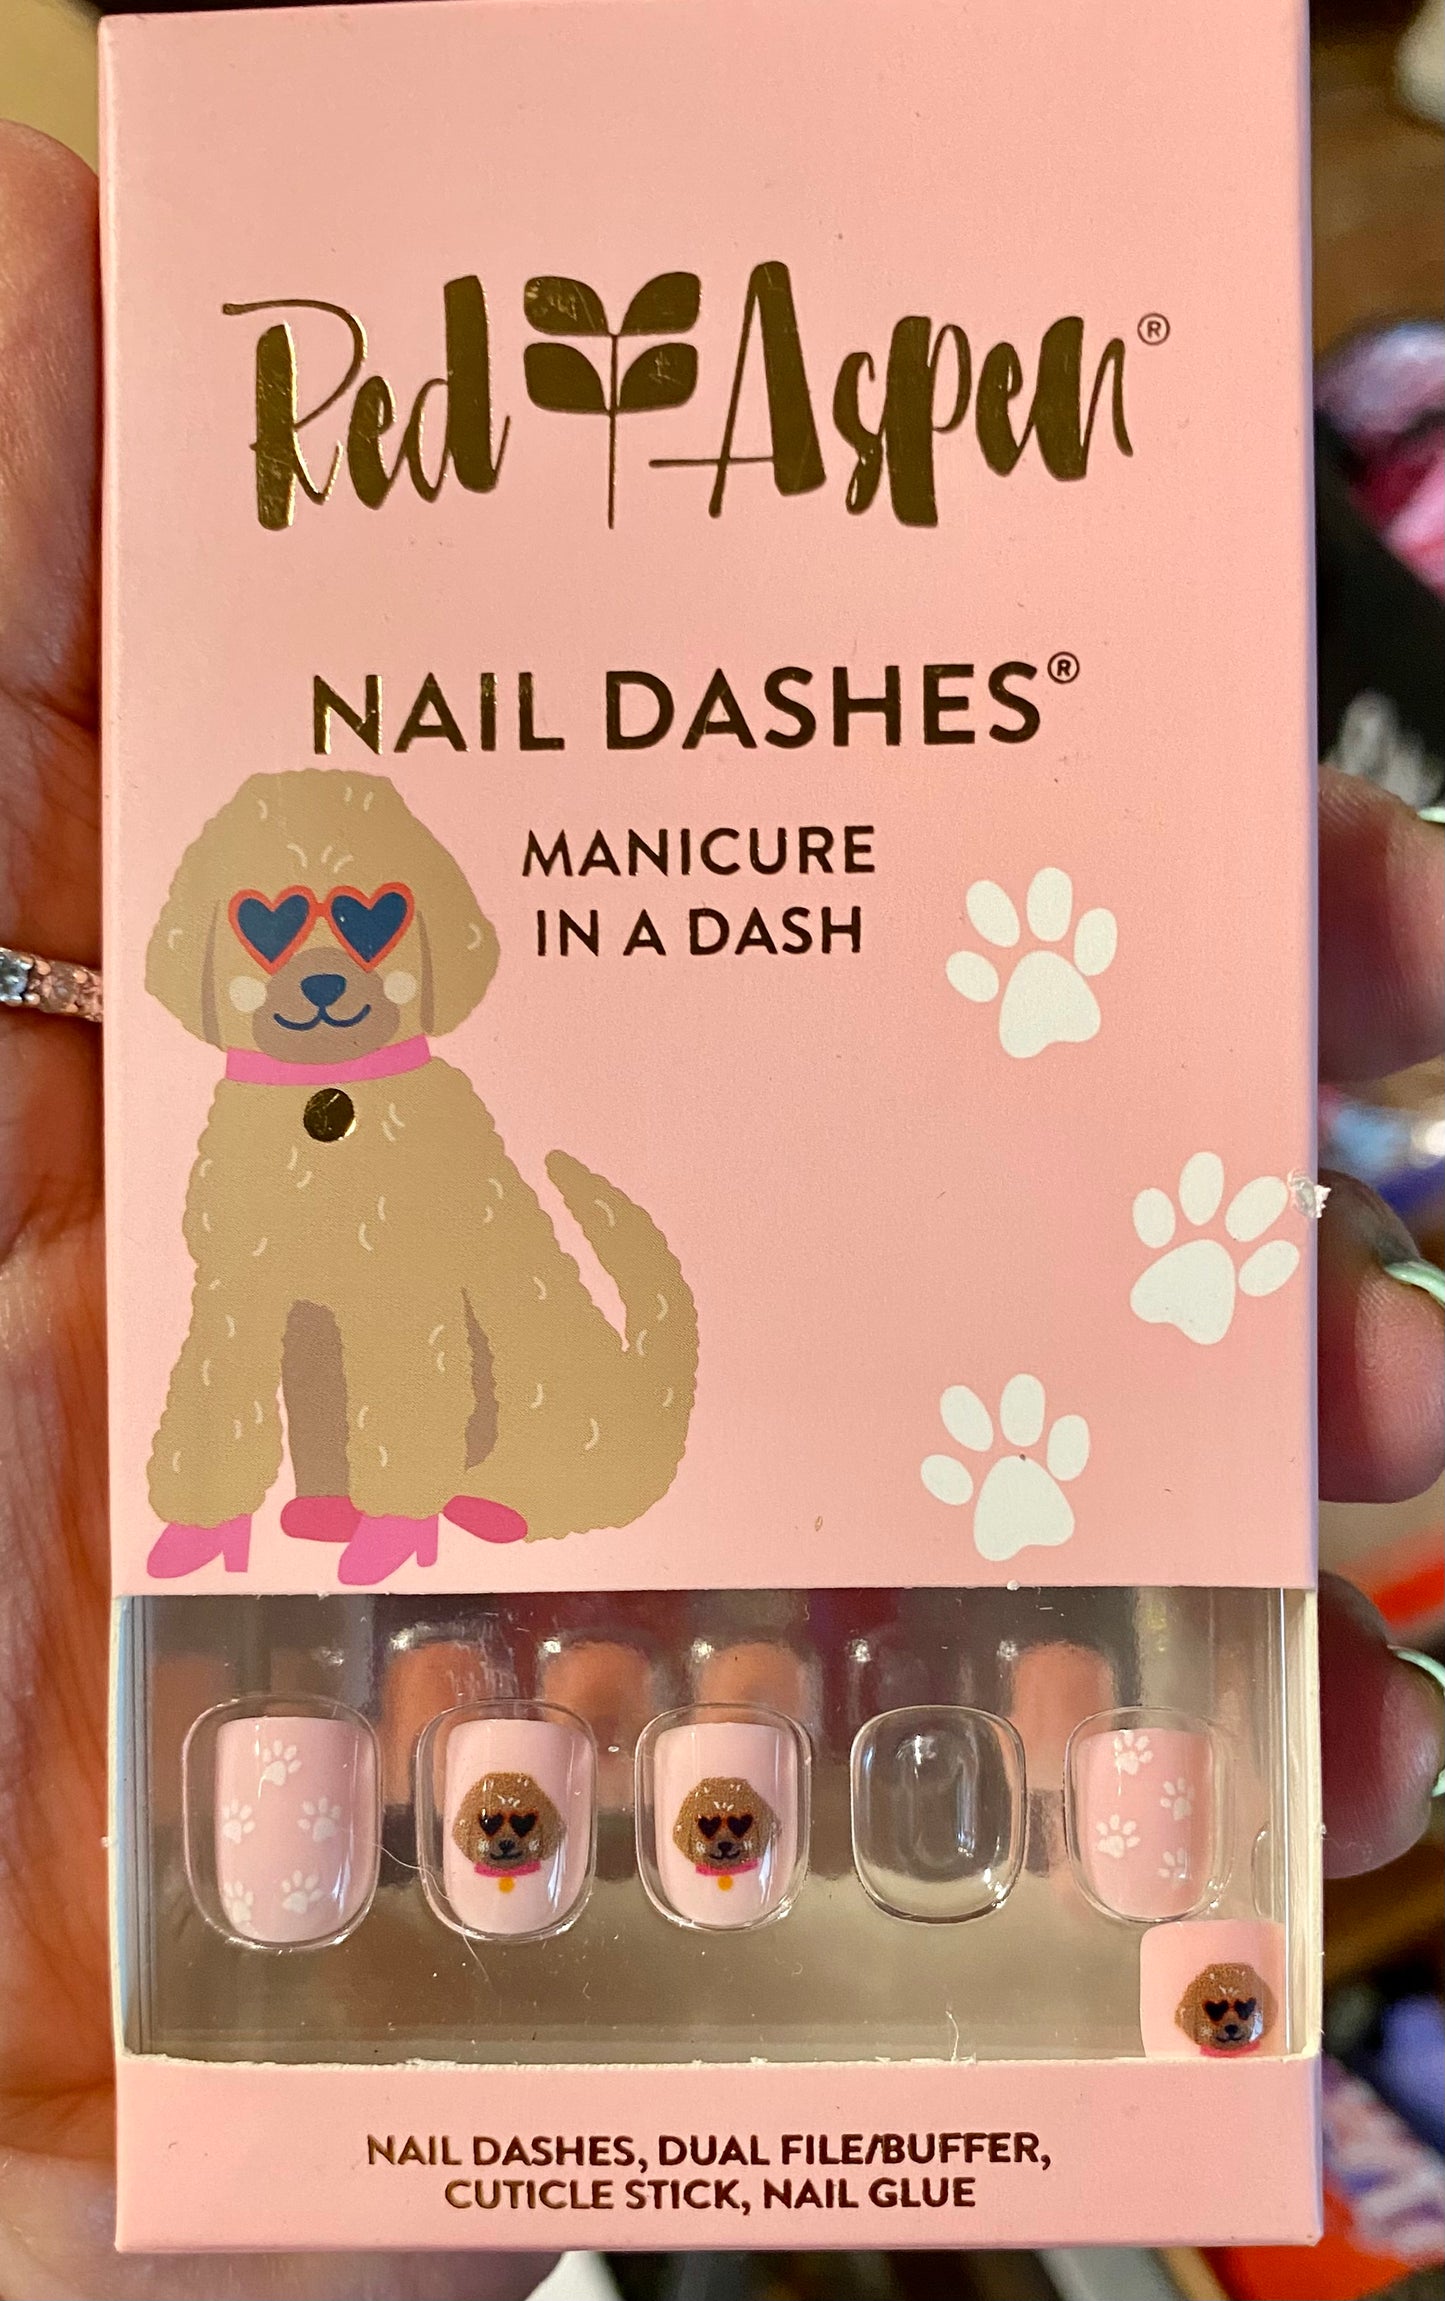 Red Aspen®
NAIL DASHES®
MANICURE
IN A DASH
NAIL DASHES, DUAL FILE/BUFFER,
CUTICLE STICK, NAIL GLUE